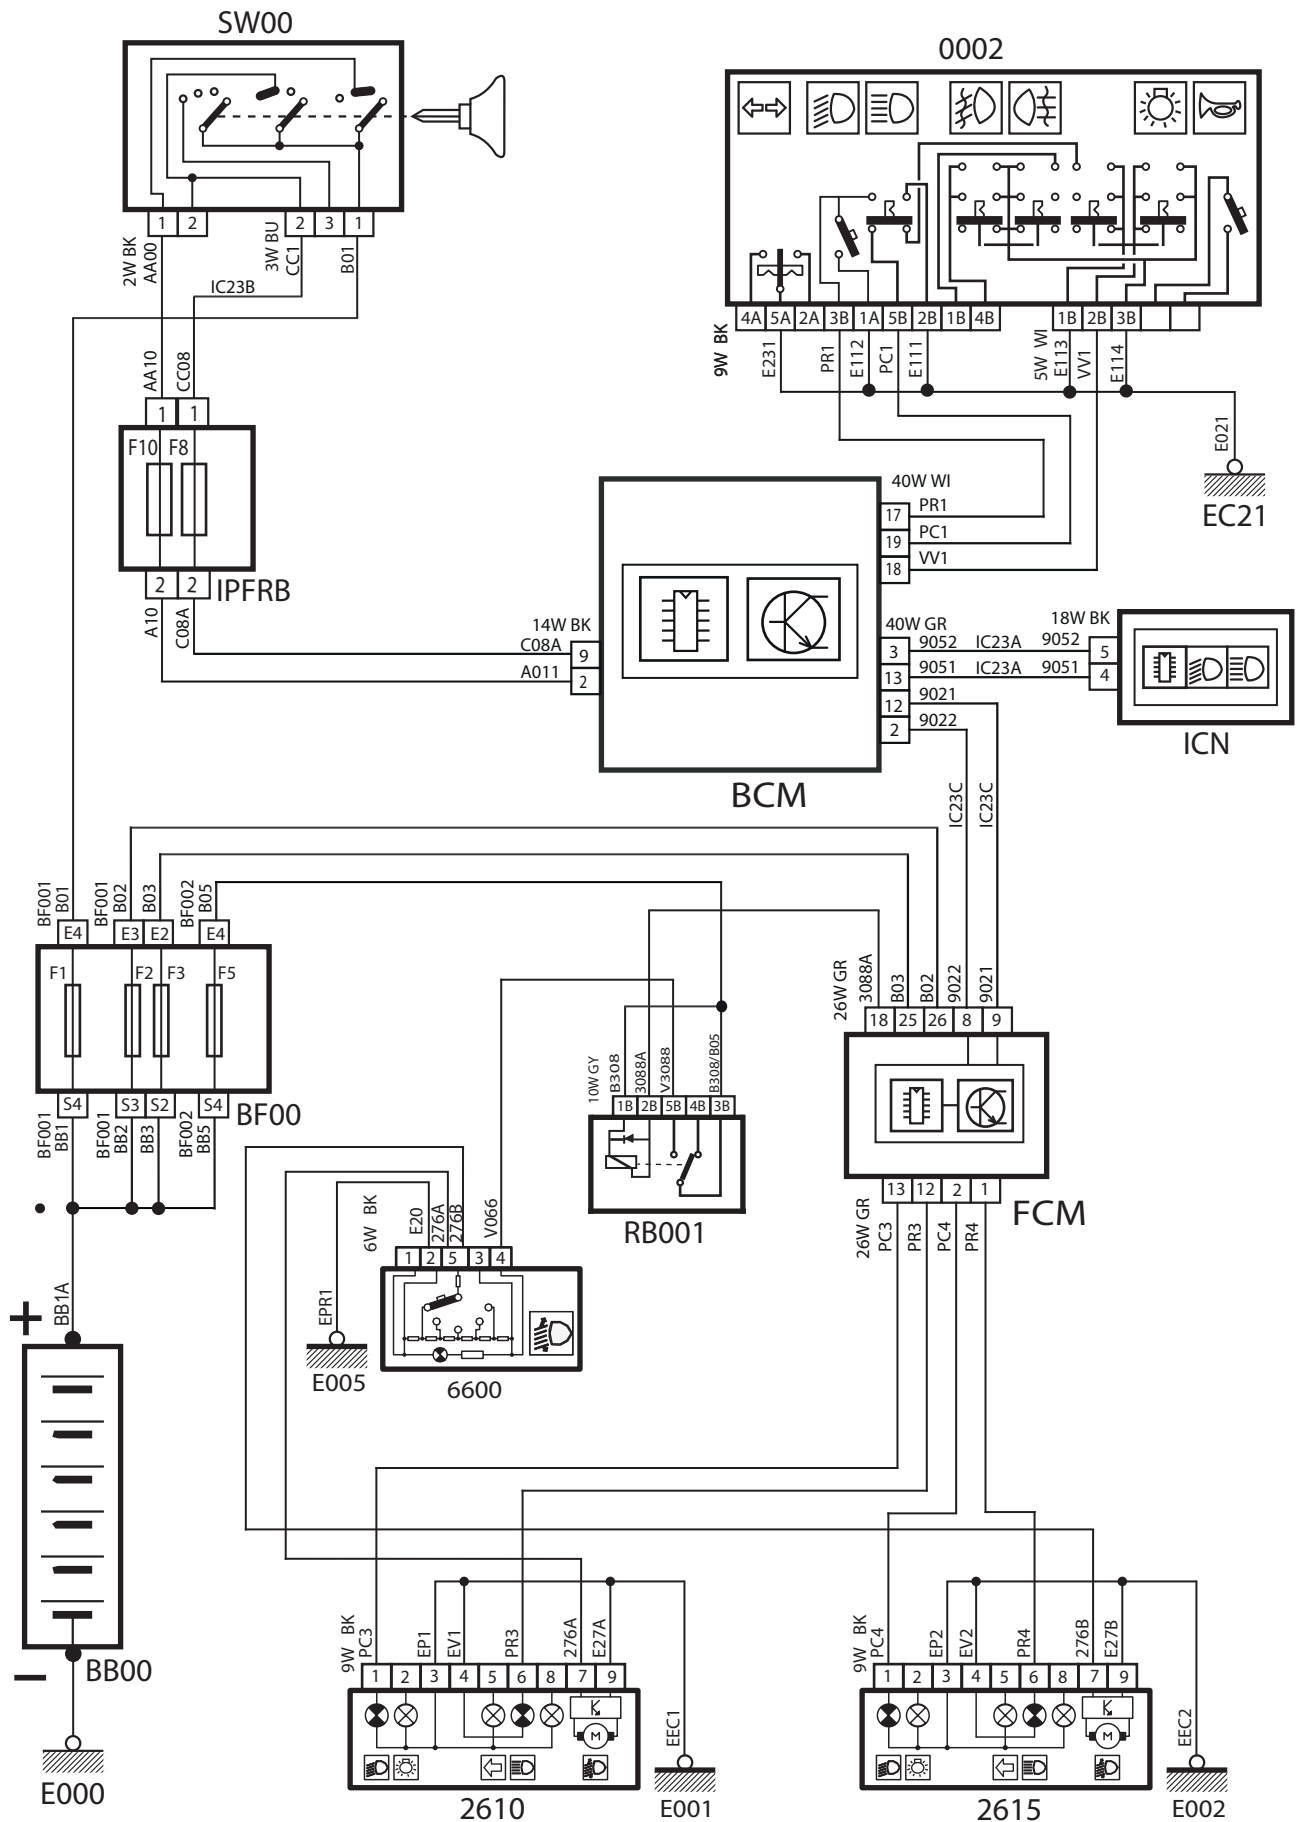 SW00
0002
1 2 2 3 1
2W BK
AA00
3W BU
CC1
B01
IC23B
4A 5A 2A 3B 1A 5B 2B 1B 4B 1B 2B 3B
9W BK
E231
PR1
E112
PC1
E111
5W WI
E113
VV1
E114
E021
EC21
AA10
CC08
1 1
F10 F8
2 2
IPFRB
A10
C08A
40W WI
17 PR1
19 PC1
18 VV1
14W BK
C08A 9
A011 2
40W GR
3 9052 IC23A 9052 5
13 9051 IC23A 9051 4
12 9021
2 9022
18W BK
ICN
BCM
IC23C
IC23C
BF001
B01
BF001
B02
B03
BF002
B05
E4 E3 E2 E4
F1 F2 F3 F5
S4 S3 S2 S4
BF00
BF001
BB1
BF001
BB2
BB3
BF002
BB5
26W GR
3088A
B03
B02
9022
9021
18 25 26 8 9
10W GY
B308
3088A
V3088
B308/B05
1B 2B 5B 4B 3B
RB001
13 12 2 1
FCM
26W GR
PC3
PR3
PC4
PR4
6W BK
E20
276A
276B
V066
1 2 5 3 4
6600
EPR1
E005
BB1A
+
−
BB00
E000
9W BK
PC3
EP1
EV1
PR3
276A
E27A
1 2 3 4 5 6 8 7 9
K
M
2610
EEC1
E001
9W BK
PC4
EP2
EV2
PR4
276B
E27B
1 2 3 4 5 6 8 7 9
K
M
2615
EEC2
E002